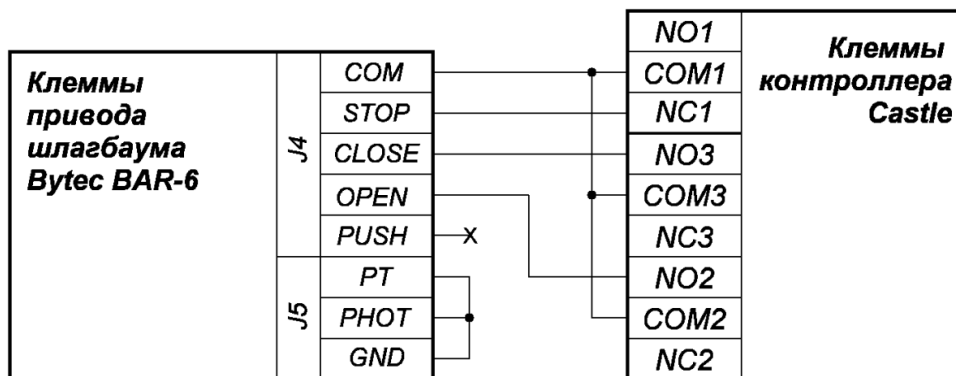 Клеммы
привода
шлагбаума
Bytec BAR-6
J4
COM
STOP
CLOSE
OPEN
PUSH
X
J5
PT
PHOT
GND
NO1
COM1
NC1
NO3
COM3
NC3
NO2
COM2
NC2
Клеммы
контроллера
Castle